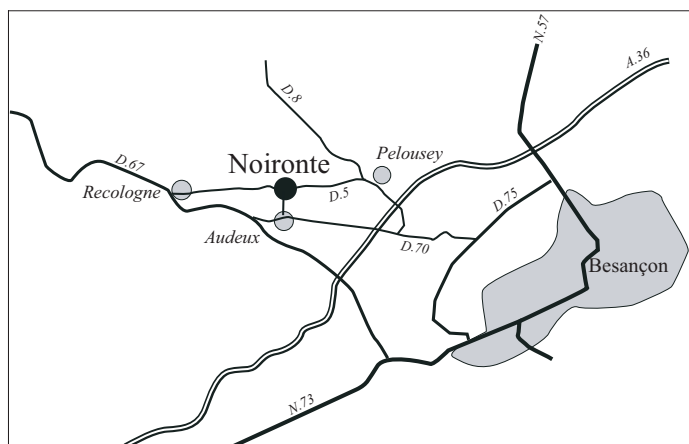 N.57
A.36
D.8
D.67
Noironte
Pelousey
Recologne
D.5
D.75
Audeux
D.70
Besançon
N.73